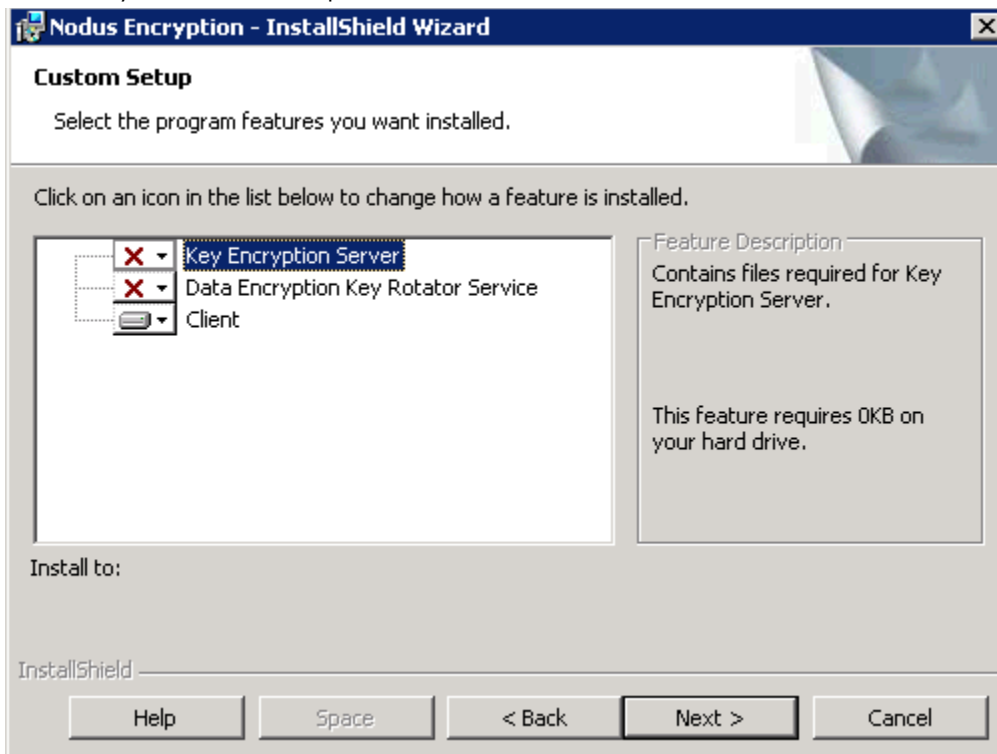 Nodus Encryption - InstallShield Wizard
Custom Setup
Select the program features you want installed.
Click on an icon in the list below to change how a feature is installed.
Key Encryption Server
Data Encryption Key Rotator Service
Client
Feature Description
Contains files required for Key
Encryption Server.
This feature requires 0KB on
your hard drive.
Install to:
InstallShield
Help
Space
< Back
Next >
Cancel